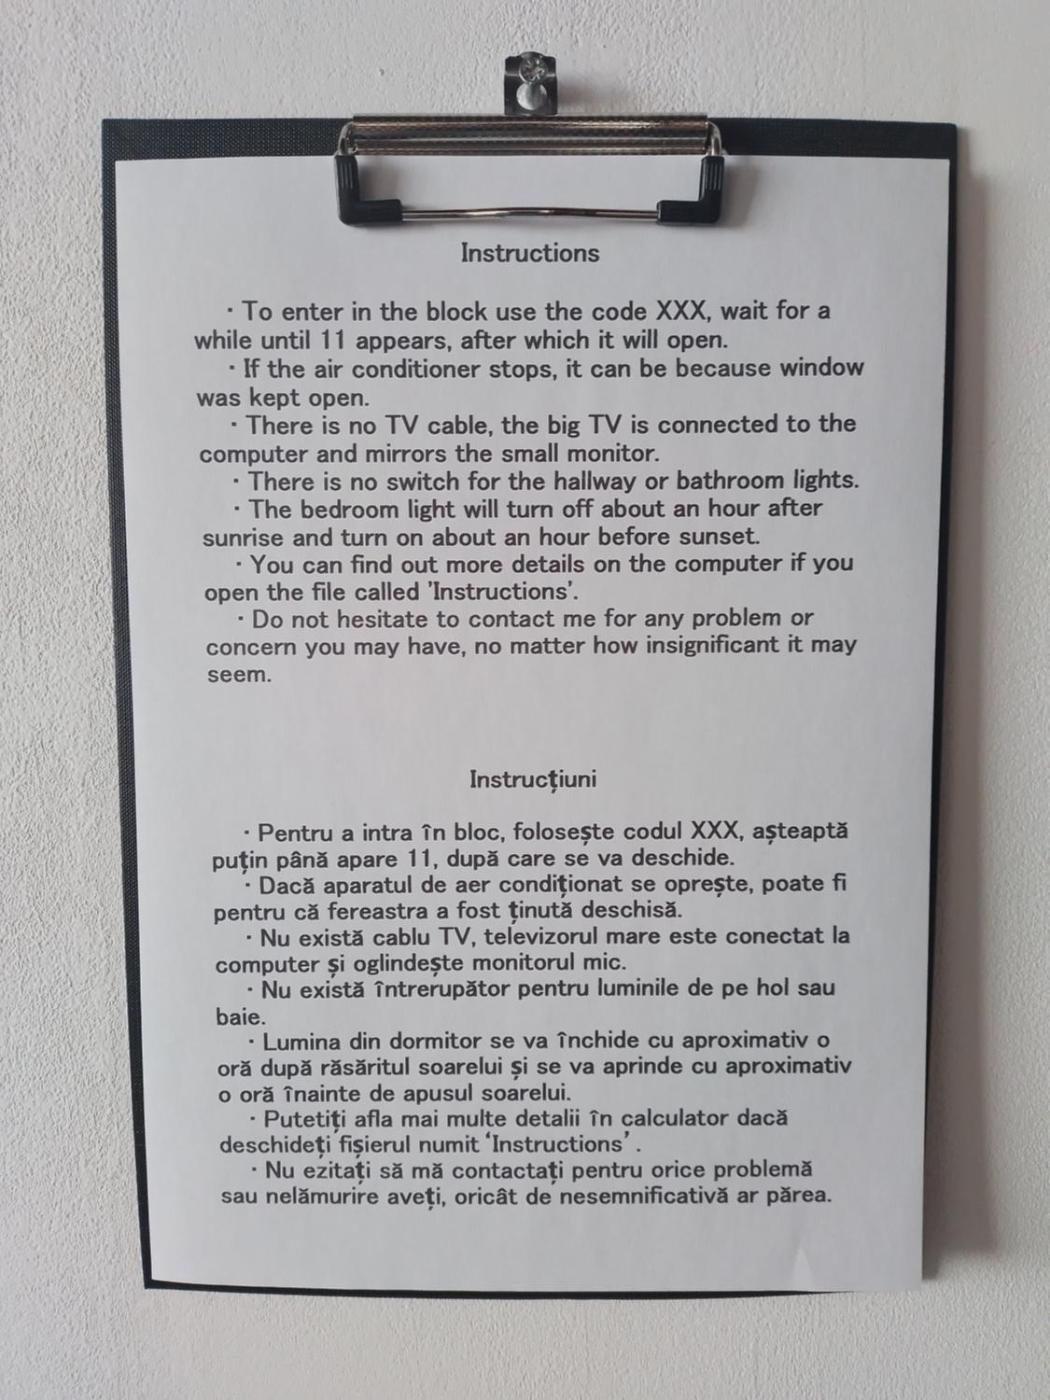 Instructions
· To enter in the block use the code XXX, wait for a
while until 11 appears, after which it will open.
· If the air conditioner stops, it can be because window
was kept open.
· There is no TV cable, the big TV is connected to the
computer and mirrors the small monitor.
· There is no switch for the hallway or bathroom lights.
· The bedroom light will turn off about an hour after
sunrise and turn on about an hour before sunset.
· You can find out more details on the computer if you
open the file called 'Instructions'.
· Do not hesitate to contact me for any problem or
concern you may have, no matter how insignificant it may
seem.
Instrucțiuni
· Pentru a intra în bloc, folosește codul XXX, așteaptă
puțin până apare 11, după care se va deschide.
· Dacă aparatul de aer condiționat se oprește, poate fi
pentru că fereastra a fost ținută deschisă.
· Nu există cablu TV, televizorul mare este conectat la
computer și oglindește monitorul mic.
· Nu există întrerupător pentru luminile de pe hol sau
baie.
· Lumina din dormitor se va închide cu aproximativ o
oră după răsăritul soarelui și se va aprinde cu aproximativ
o oră înainte de apusul soarelui.
· Putetiți afla mai multe detalii în calculator dacă
deschideți fișierul numit ‘Instructions’.
· Nu ezitați să mă contactați pentru orice problemă
sau nelămurire aveți, oricât de nesemnificativă ar părea.